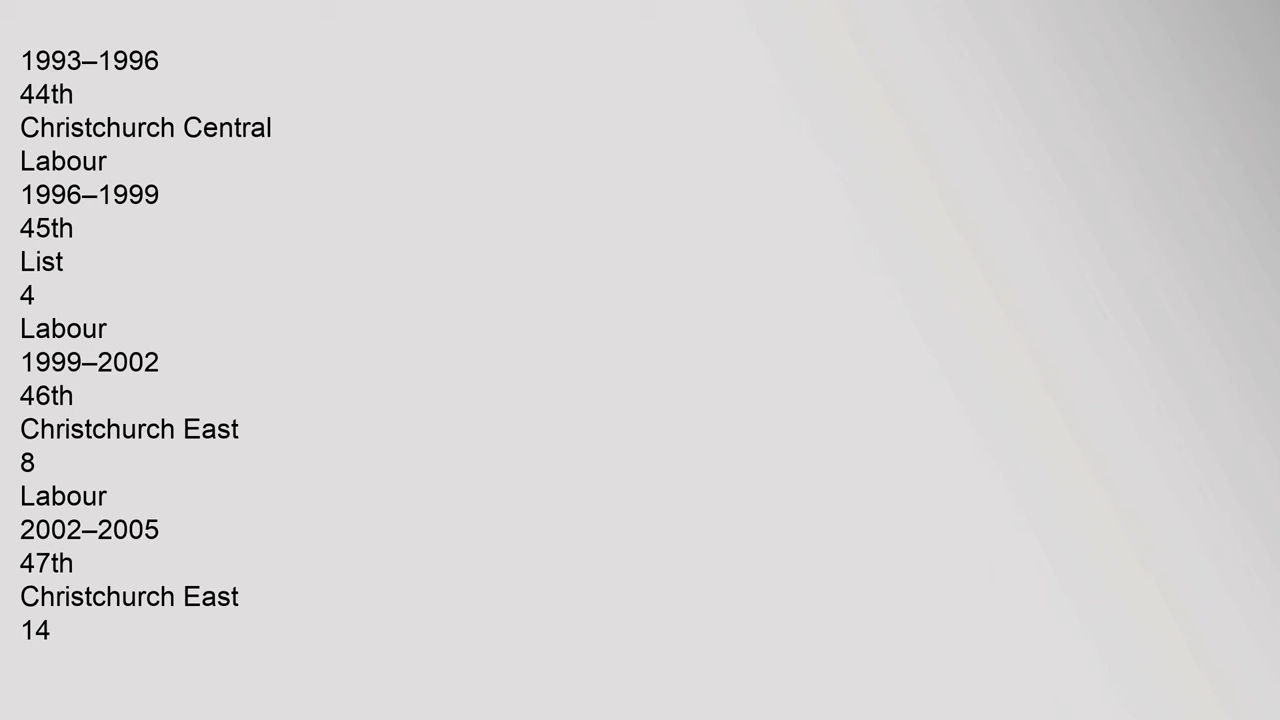 1993–1996
44th
Christchurch Central
Labour
1996–1999
45th
List
4
Labour
1999–2002
46th
Christchurch East
8
Labour
2002–2005
47th
Christchurch East
14